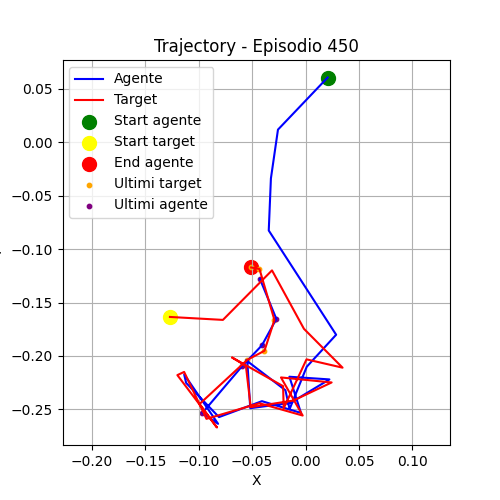 Trajectory - Episodio 450
Agente
Target
Start agente
Start target
End agente
Ultimi target
Ultimi agente
0.05
0.00
−0.05
−0.10
−0.15
−0.20
−0.25
−0.20 −0.15 −0.10 −0.05 0.00 0.05 0.10
X